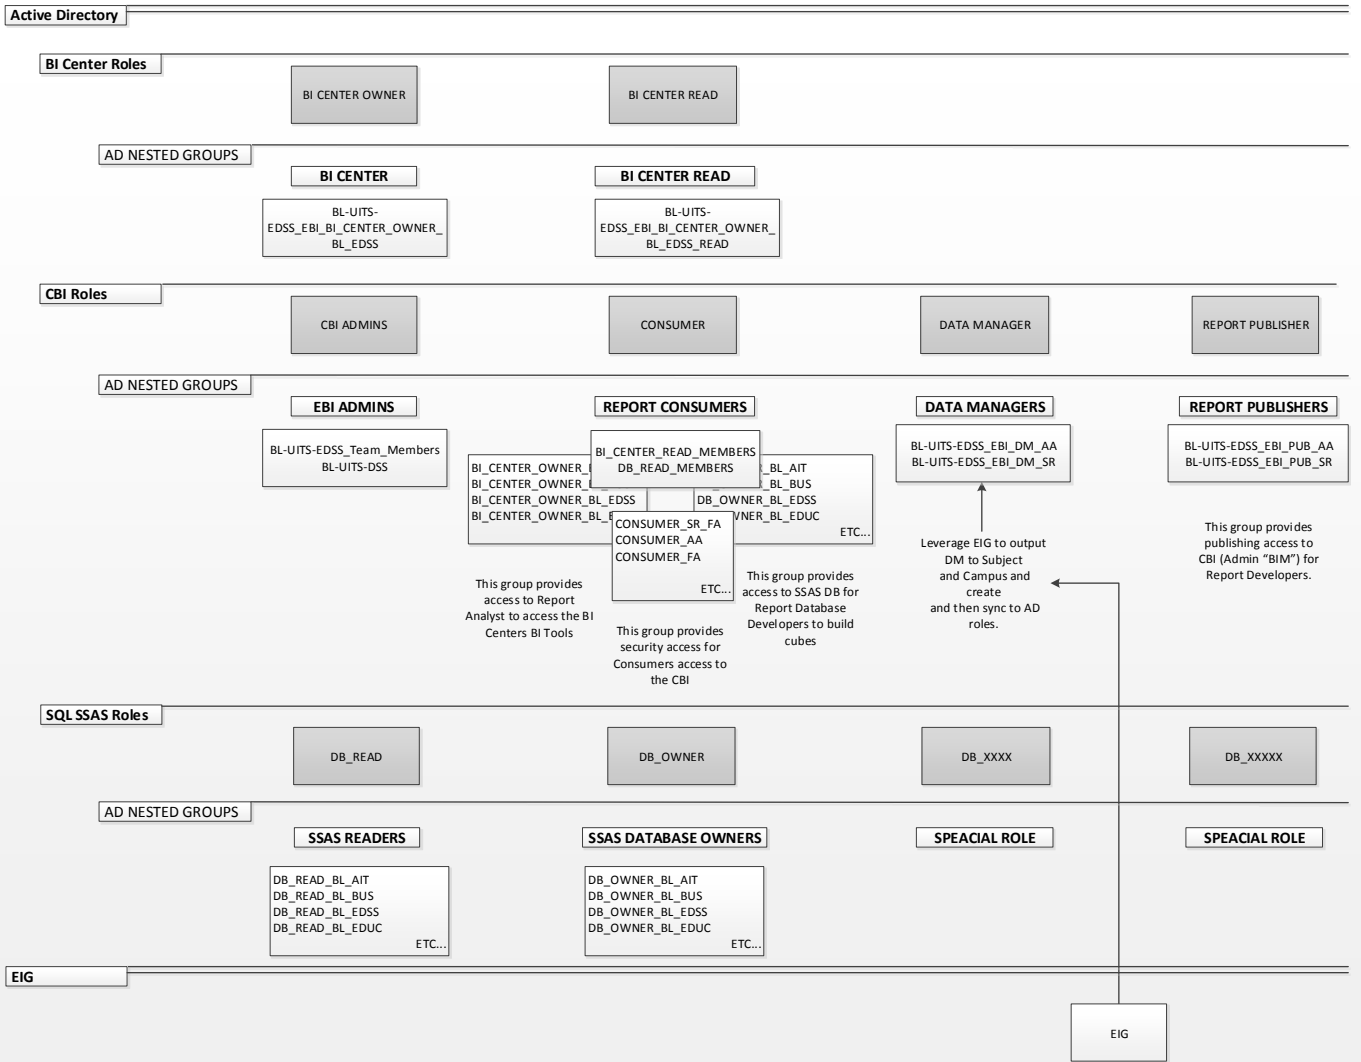 Active Directory
BI Center Roles
BI CENTER OWNER
BI CENTER READ
AD NESTED GROUPS
BI CENTER
BI CENTER READ
BL-UITS-
EDSS_EBI_BI_CENTER_OWNER_
BL_EDSS
BL-UITS-
EDSS_EBI_BI_CENTER_OWNER_
BL_EDSS_READ
CBI Roles
CBI ADMINS
CONSUMER
DATA MANAGER
REPORT PUBLISHER
AD NESTED GROUPS
EBI ADMINS
REPORT CONSUMERS
DATA MANAGERS
REPORT PUBLISHERS
BL-UITS-EDSS_Team_Members
BL-UITS-DSS
BI_CENTER_READ_MEMBERS
DB_READ_MEMBERS
BI_CENTER_OWNER_
BI_CENTER_OWNER_
BI_CENTER_OWNER_BL_EDSS
BI_CENTER_OWNER_BL_
_BL_AIT
_BL_BUS
DB_OWNER_BL_EDSS
WNER_BL_EDUC
ETC...
CONSUMER_SR_FA
CONSUMER_AA
CONSUMER_FA
ETC...
BL-UITS-EDSS_EBI_DM_AA
BL-UITS-EDSS_EBI_DM_SR
BL-UITS-EDSS_EBI_PUB_AA
BL-UITS-EDSS_EBI_PUB_SR
This group provides
access to Report
Analyst to access the BI
Centers BI Tools
This group provides
security access for
Consumers access to
the CBI
This group provides
access to SSAS DB for
Report Database
Developers to build
cubes
Leverage EIG to output
DM to Subject
and Campus and
create
and then sync to AD
roles.
This group provides
publishing access to
CBI (Admin “BIM”) for
Report Developers.
SQL SSAS Roles
DB_READ
DB_OWNER
DB_XXXX
DB_XXXXX
AD NESTED GROUPS
SSAS READERS
SSAS DATABASE OWNERS
SPEACIAL ROLE
SPEACIAL ROLE
DB_READ_BL_AIT
DB_READ_BL_BUS
DB_READ_BL_EDSS
DB_READ_BL_EDUC
ETC...
DB_OWNER_BL_AIT
DB_OWNER_BL_BUS
DB_OWNER_BL_EDSS
DB_OWNER_BL_EDUC
ETC...
EIG
EIG